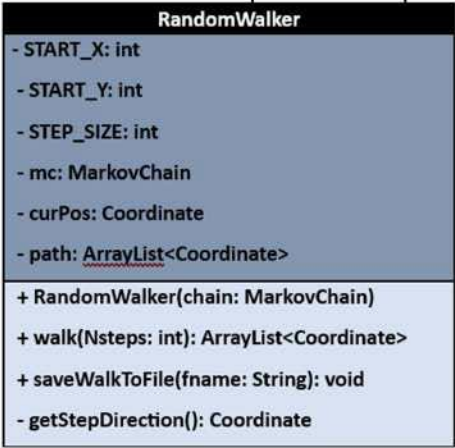 RandomWalker
- START_X: int
- START_Y: int
- STEP_SIZE: int
- mc: MarkovChain
- curPos: Coordinate
- path: ArrayList<Coordinate>
+ RandomWalker(chain: MarkovChain)
+ walk(Nsteps: int): ArrayList<Coordinate>
+ saveWalkToFile(fname: String): void
- getStepDirection(): Coordinate